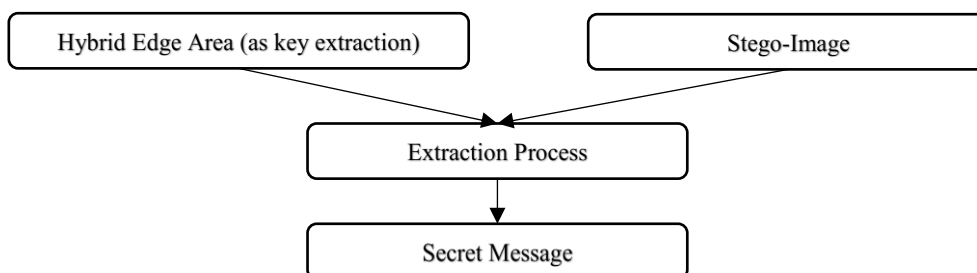 Hybrid Edge Area (as key extraction)
Stego-Image
Extraction Process
Secret Message